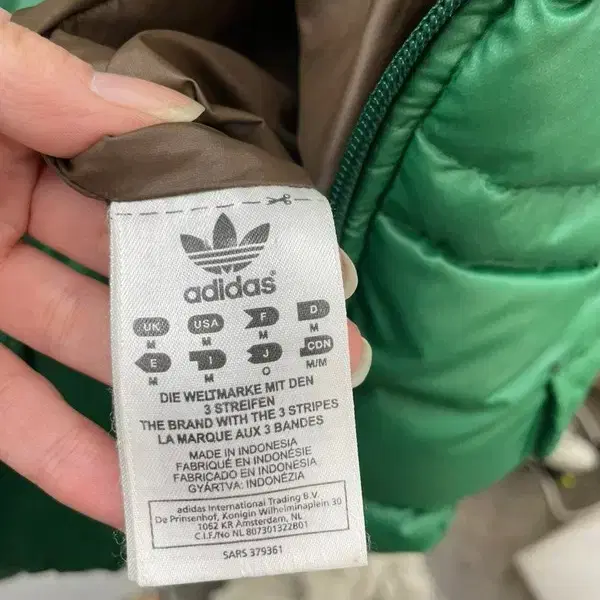 adidas
UK USA F D
M M M M
E I J CDN
M M O M/M
DIE WELTMARKE MIT DEN
3 STREIFEN
THE BRAND WITH THE 3 STRIPES
LA MARQUE AUX 3 BANDES
MADE IN INDONESIA
FABRIQUÉ EN INDONÉSIE
FABRICADO EN INDONESIA
GYÁRTVA: INDONÉZIA
adidas International Trading B.V.
De Prinsenhof, Konigin Wilhelminaplein 30
1062 KR Amsterdam, NL
C.I.F./No NL 807301322B01
SARS 379361